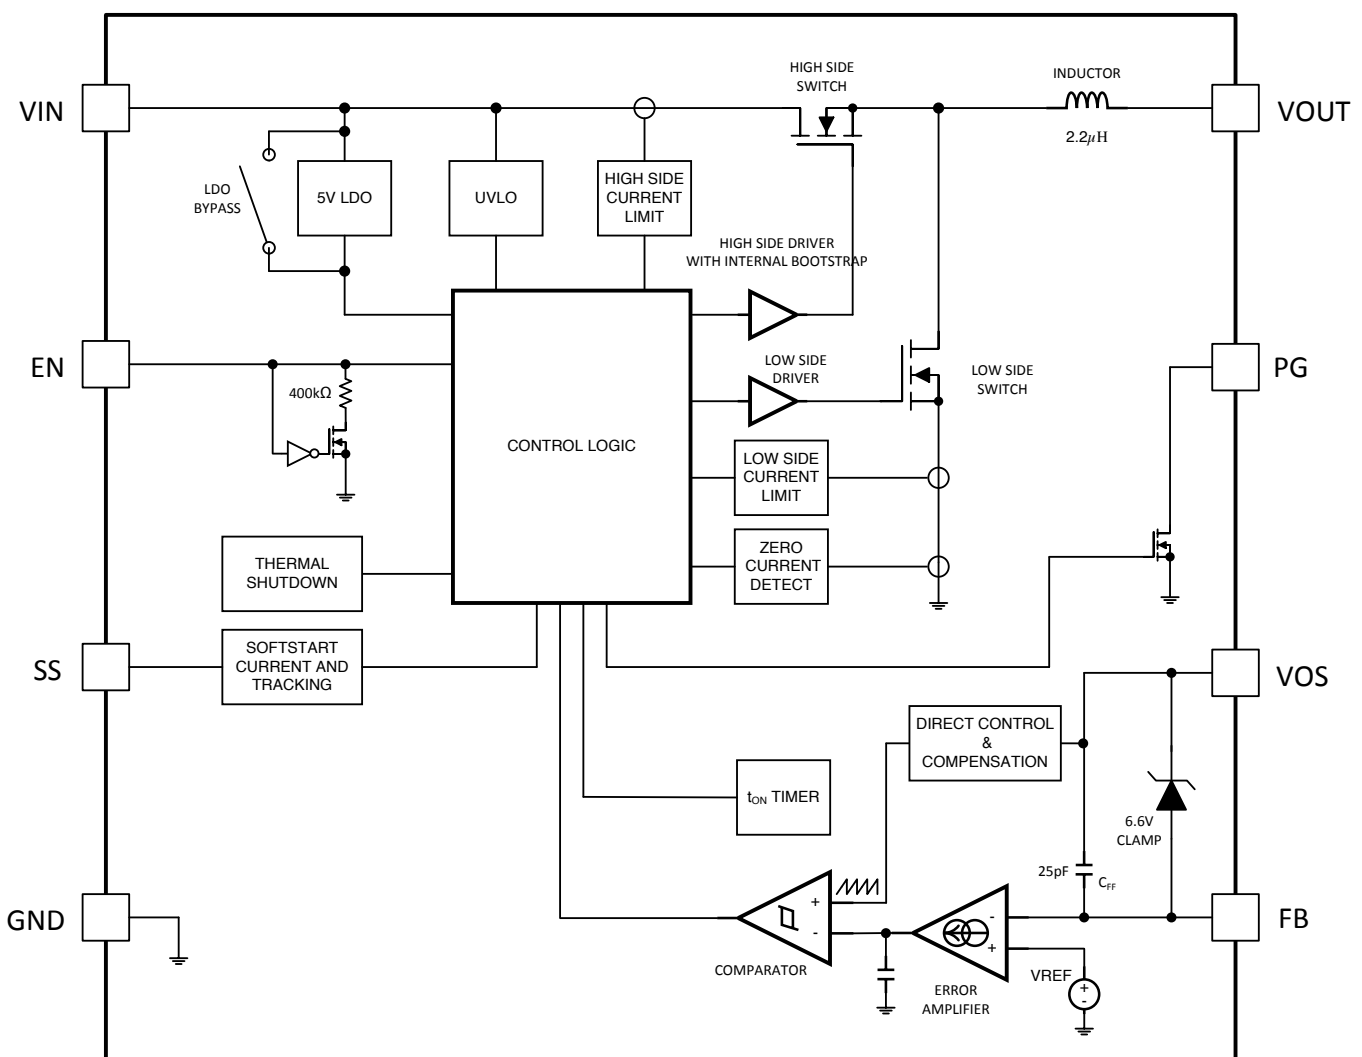 HIGH SIDE
SWITCH
INDUCTOR
VIN
VOUT
2.2μH
LDO
BYPASS
5V LDO
UVLO
HIGH SIDE
CURRENT
LIMIT
HIGH SIDE DRIVER
WITH INTERNAL BOOTSTRAP
EN
400kΩ
LOW SIDE
DRIVER
LOW SIDE
SWITCH
PG
CONTROL LOGIC
LOW SIDE
CURRENT
LIMIT
THERMAL
SHUTDOWN
ZERO
CURRENT
DETECT
SS
SOFTSTART
CURRENT AND
TRACKING
VOS
DIRECT CONTROL
&
COMPENSATION
tON TIMER
6.6V
CLAMP
25pF
CFF
GND
+
-
-
+
FB
COMPARATOR
ERROR
AMPLIFIER
VREF
+
-